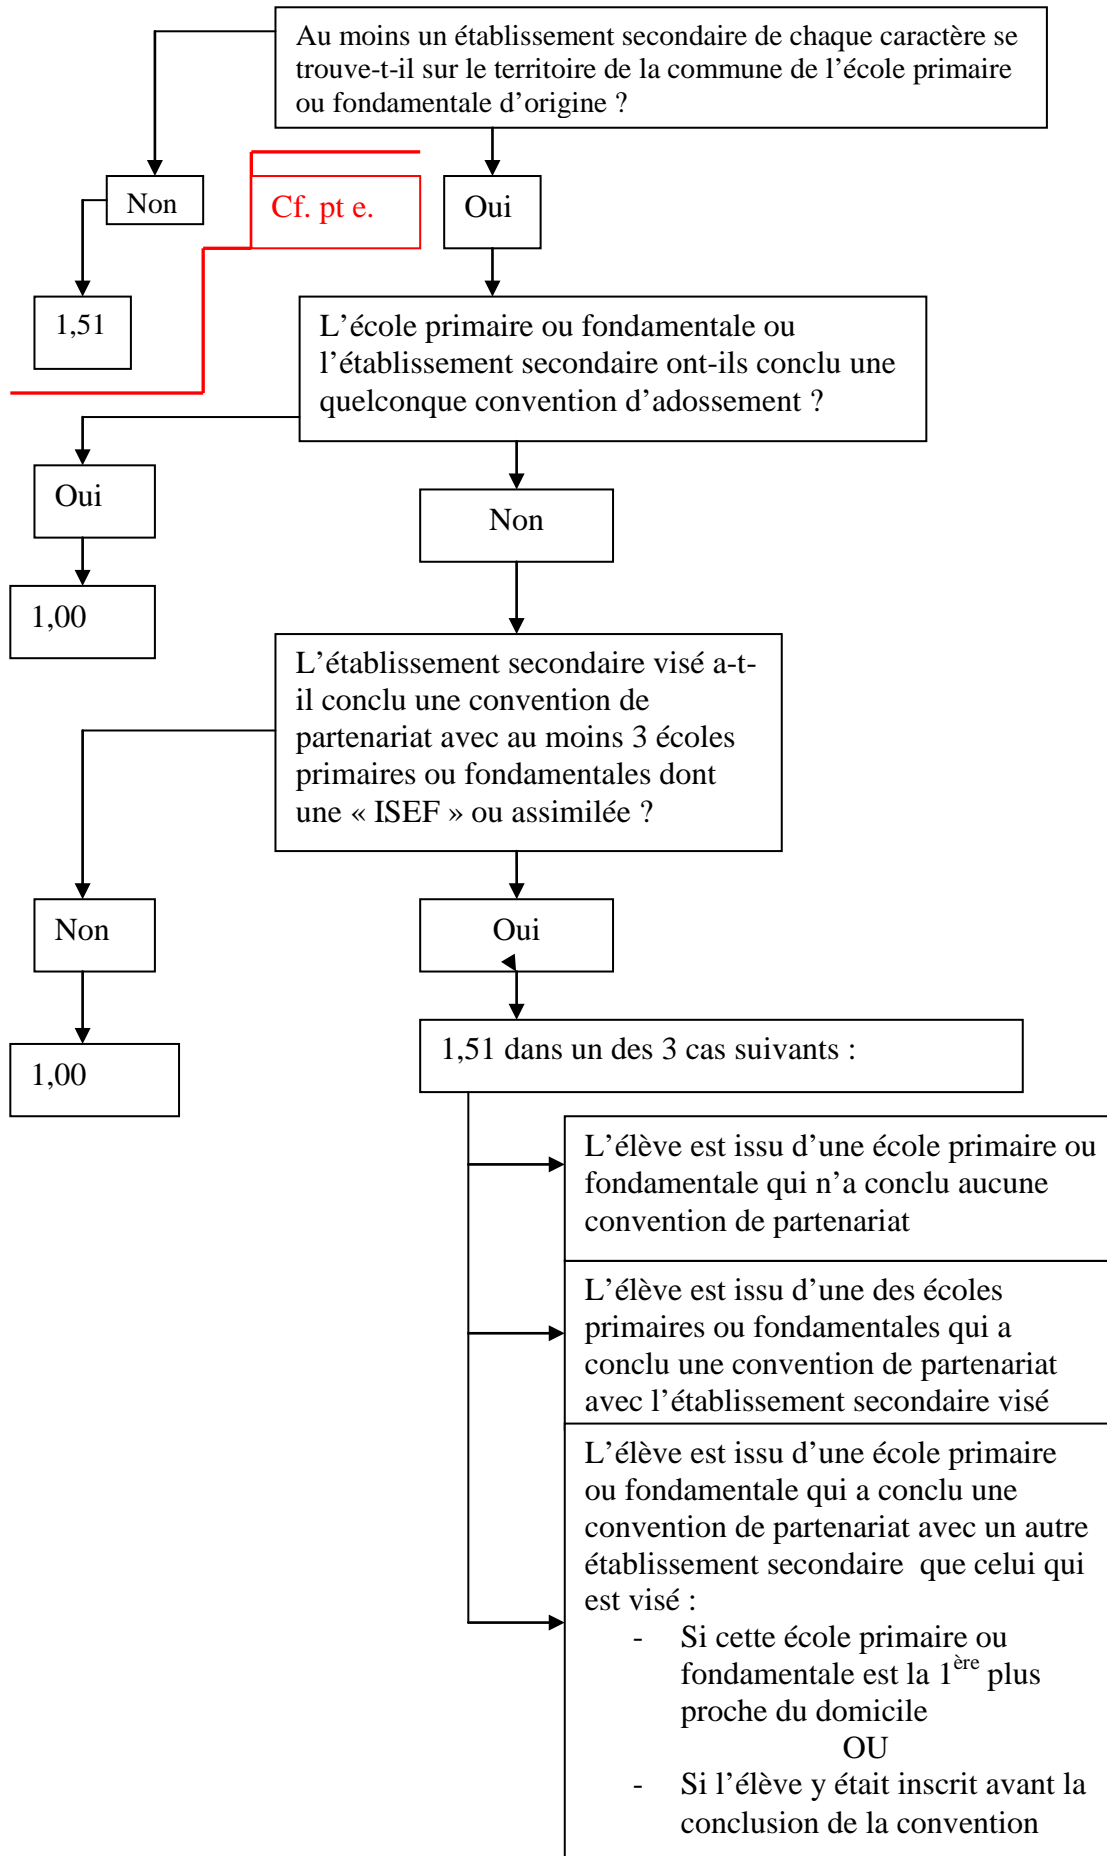 Au moins un établissement secondaire de chaque caractère se
trouve-t-il sur le territoire de la commune de l’école primaire
ou fondamentale d’origine ?
Non
Cf. pt e.
Oui
1,51
L’école primaire ou fondamentale ou
l’établissement secondaire ont-ils conclu une
quelconque convention d’adossement ?
Oui
Non
1,00
L’établissement secondaire visé a-t-
il conclu une convention de
partenariat avec au moins 3 écoles
primaires ou fondamentales dont
une « ISEF » ou assimilée ?
Non
Oui
1,00
1,51 dans un des 3 cas suivants :
L’élève est issu d’une école primaire ou
fondamentale qui n’a conclu aucune
convention de partenariat
L’élève est issu d’une des écoles
primaires ou fondamentales qui a
conclu une convention de partenariat
avec l’établissement secondaire visé
L’élève est issu d’une école primaire
ou fondamentale qui a conclu une
convention de partenariat avec un autre
établissement secondaire que celui qui
est visé :
- Si cette école primaire ou
fondamentale est la 1ère plus
proche du domicile
OU
- Si l’élève y était inscrit avant la
conclusion de la convention